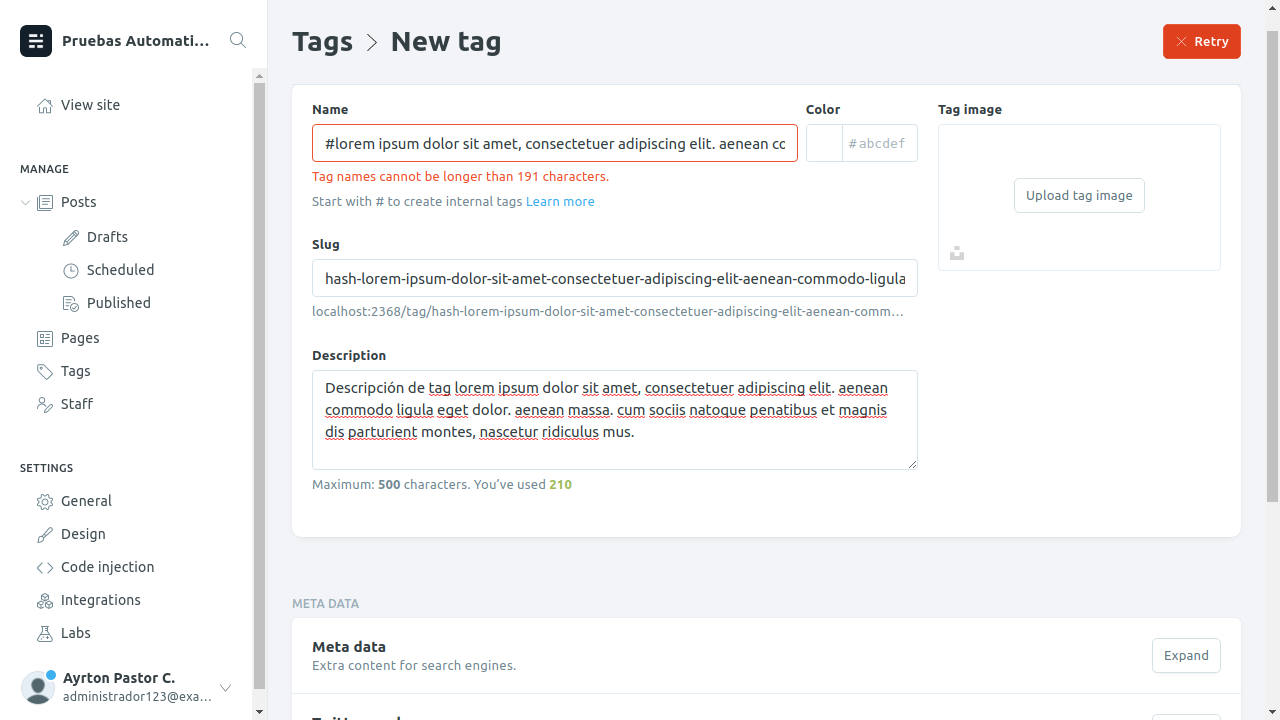 Pruebas Automati...
View site
MANAGE
Posts
Drafts
Scheduled
Published
Pages
Tags
Staff
SETTINGS
General
Design
Code injection
Integrations
Labs
Ayrton Pastor C.
administrador123@exa...
Tags > New tag
Retry
Name
#lorem ipsum dolor sit amet, consectetuer adipiscing elit. aenean cc
Tag names cannot be longer than 191 characters.
Start with # to create internal tags Learn more
Color
#abcdef
Tag image
Upload tag image
Slug
hash-lorem-ipsum-dolor-sit-amet-consectetuer-adipiscing-elit-aenean-commodo-ligula
localhost:2368/tag/hash-lorem-ipsum-dolor-sit-amet-consectetuer-adipiscing-elit-aenean-comm...
Description
Descripción de tag lorem ipsum dolor sit amet, consectetuer adipiscing elit. aenean
commodo ligula eget dolor. aenean massa. cum sociis natoque penatibus et magnis
dis parturient montes, nascetur ridiculus mus.
Maximum: 500 characters. You've used 210
META DATA
Meta data
Extra content for search engines.
Expand